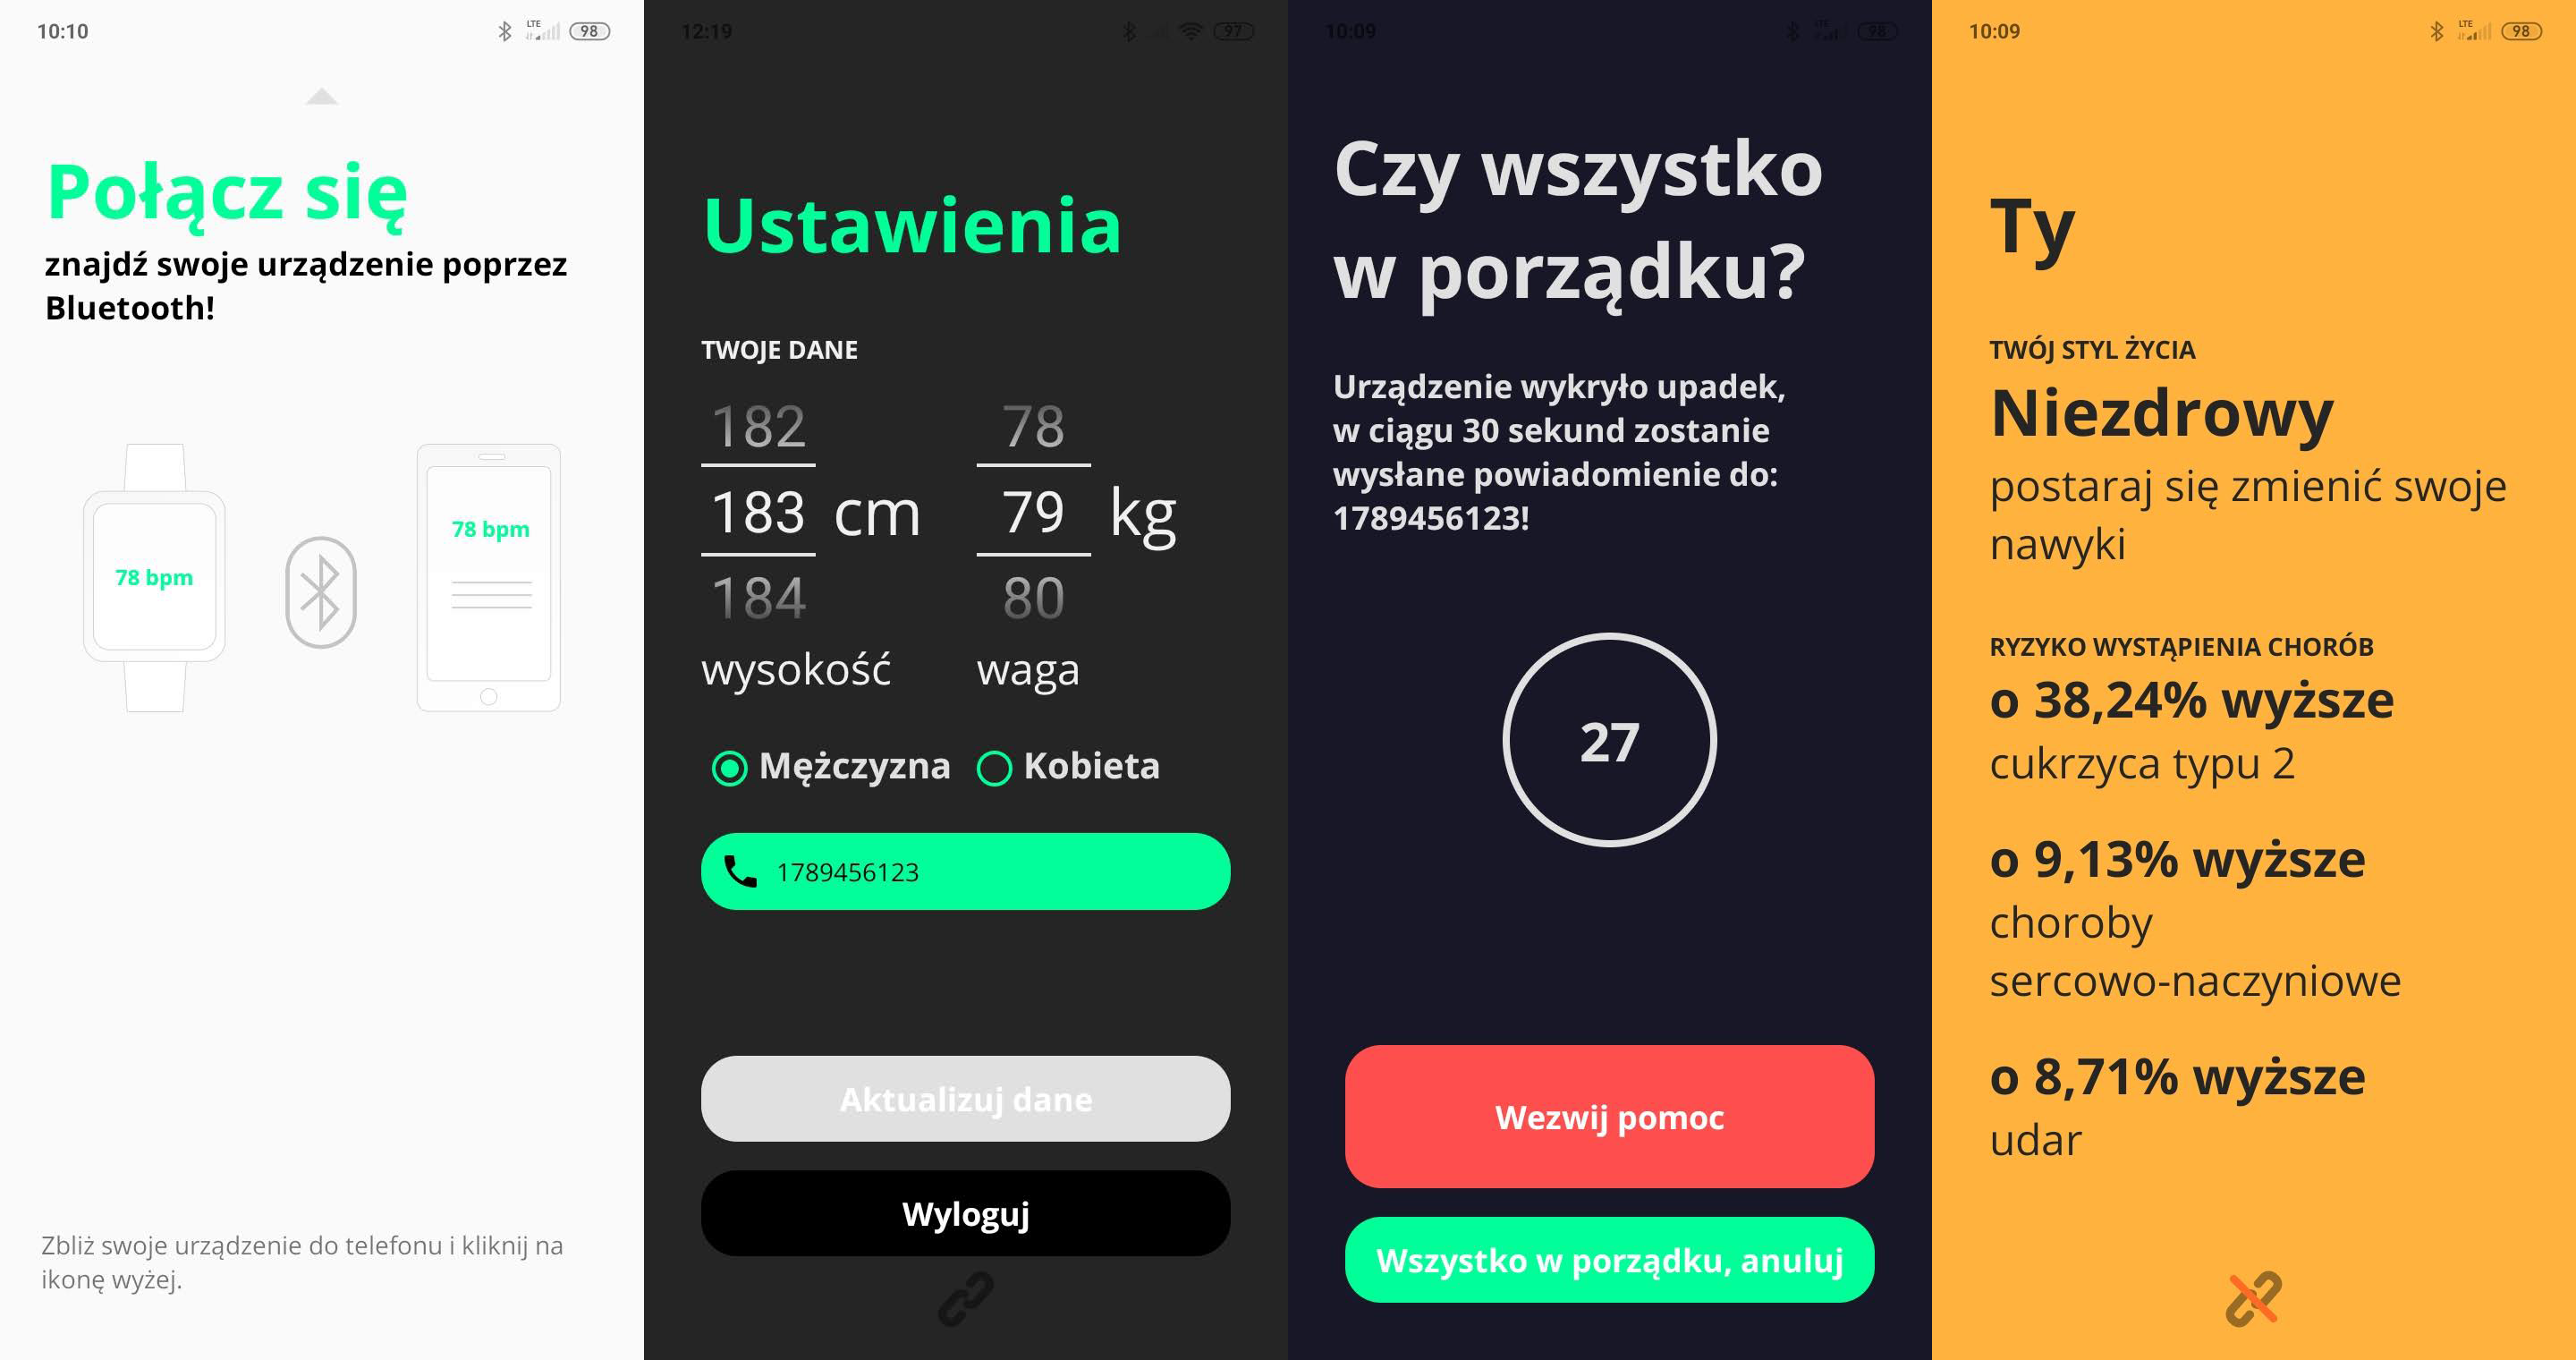 10:10
LTE
98
Połącz się
znajdź swoje urządzenie poprzez
Bluetooth!
78 bpm
78 bpm
Zbliż swoje urządzenie do telefonu i kliknij na
ikonę wyżej.
12:19
97
Ustawienia
TWOJE DANE
182
78
183 cm
79 kg
184
80
wysokość
waga
Mężczyzna
Kobieta
1789456123
Aktualizuj dane
Wyloguj
10:09
LTE
98
Czy wszystko
w porządku?
Urządzenie wykryło upadek,
w ciągu 30 sekund zostanie
wysłane powiadomienie do:
1789456123!
27
Wezwij pomoc
Wszystko w porządku, anuluj
10:09
LTE
98
Ty
TWÓJ STYL ŻYCIA
Niezdrowy
postaraj się zmienić swoje
nawyki
RYZYKO WYSTĄPIENIA CHORÓB
o 38,24% wyższe
cukrzyca typu 2
o 9,13% wyższe
choroby
sercowo-naczyniowe
o 8,71% wyższe
udar